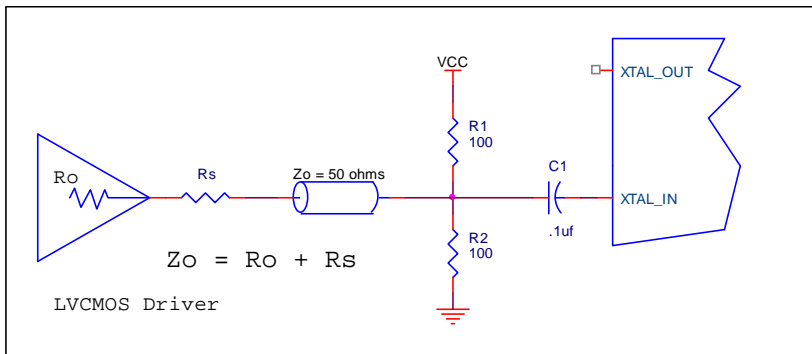 VCC
XTAL_OUT
R1
100
Ro
Rs
Zo = 50 ohms
C1
.1uf
XTAL_IN
R2
100
Zo = Ro + Rs
LVCMOS Driver